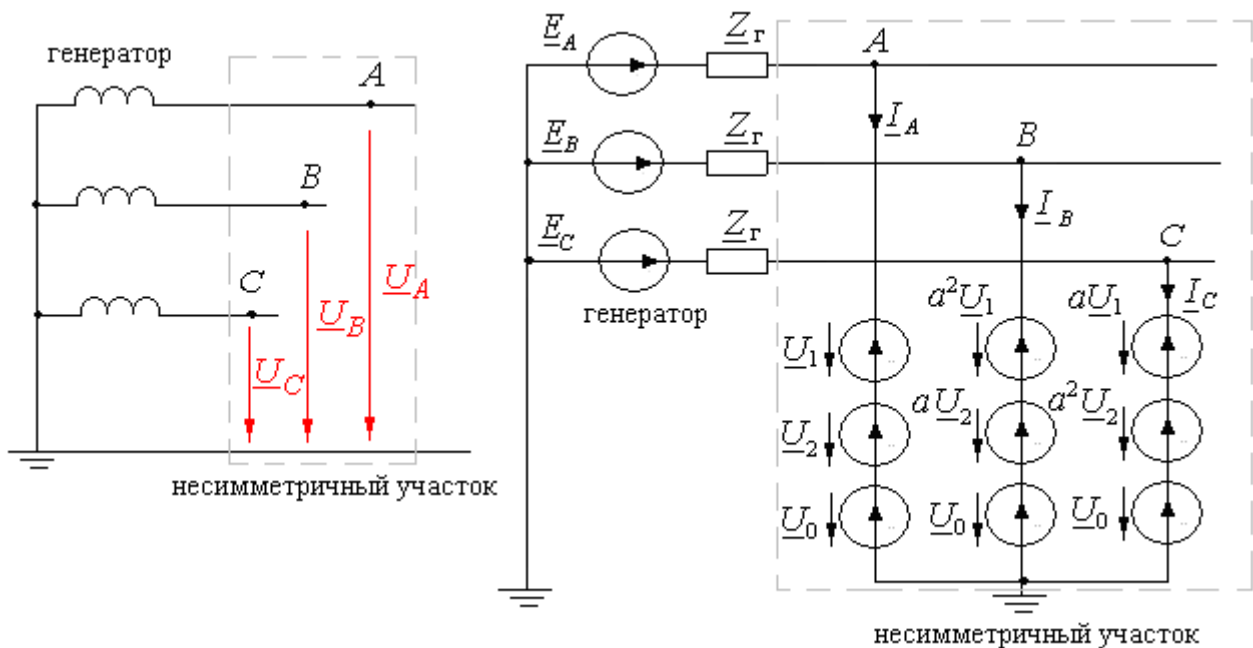 генератор
A
B
C
U_A
U_B
U_C
несимметричный участок
E_A
Z_г
A
I_A
E_B
Z_г
B
I_B
E_C
Z_г
C
I_C
генератор
U_1
a²U_1
aU_1
U_2
aU_2
a²U_2
U_0
U_0
U_0
несимметричный участок